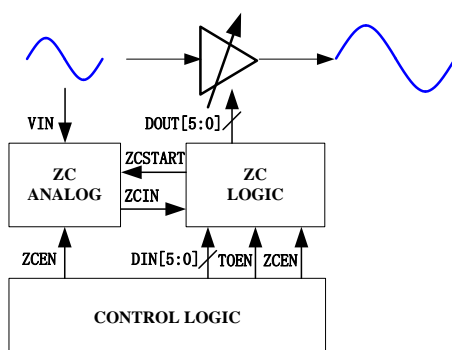 VIN
DOUT[5:0]
ZC
ANALOG
ZCSTART
ZCIN
ZC
LOGIC
ZCEN
DIN[5:0]
TOEN
ZCEN
CONTROL LOGIC